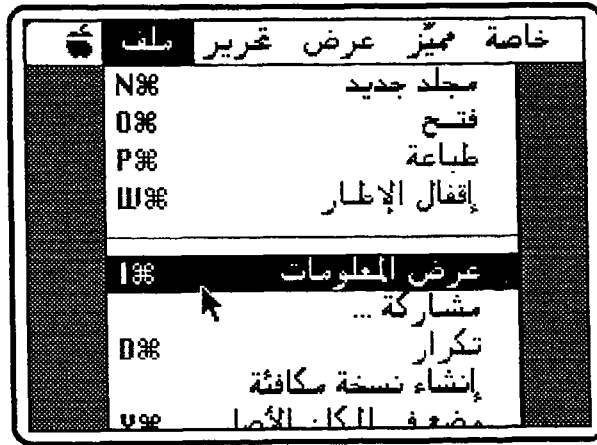 خاصة مميّز عرض تحرير ملف
مجلد جديد N⌘
فتح O⌘
طباعة P⌘
إقفال الإطار W⌘
عرض المعلومات I⌘
مشاركة ...
تكرار D⌘
إنشاء نسخة مكافئة